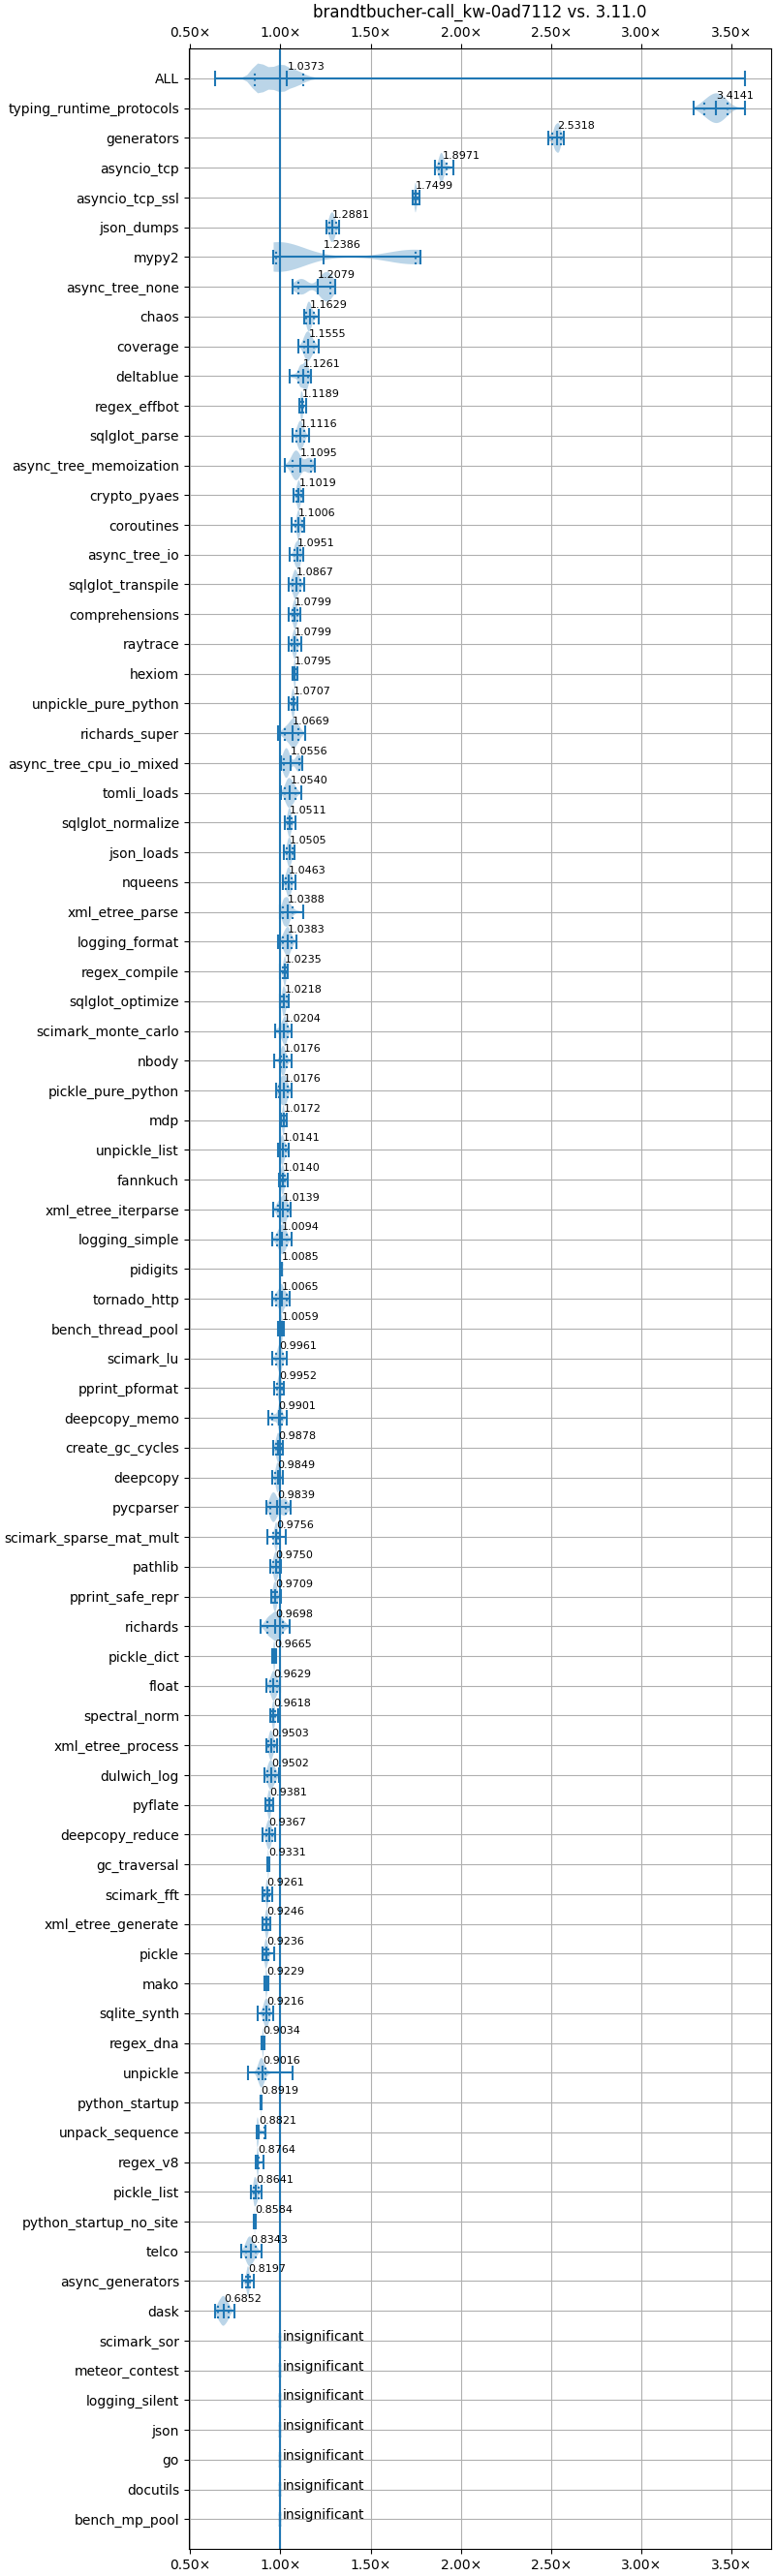 brandtbucher-call_kw-0ad7112 vs. 3.11.0
0.50× 1.00× 1.50× 2.00× 2.50× 3.00× 3.50×
ALL 1.0373
typing_runtime_protocols 3.4141
generators 2.5318
asyncio_tcp 1.8971
asyncio_tcp_ssl 1.7499
json_dumps 1.2881
mypy2 1.2386
async_tree_none 1.2079
chaos 1.1629
coverage 1.1555
deltablue 1.1261
regex_effbot 1.1189
sqlglot_parse 1.1116
async_tree_memoization 1.1095
crypto_pyaes 1.1019
coroutines 1.1006
async_tree_io 1.0951
sqlglot_transpile 1.0867
comprehensions 1.0799
raytrace 1.0799
hexiom 1.0795
unpickle_pure_python 1.0707
richards_super 1.0669
async_tree_cpu_io_mixed 1.0556
tomli_loads 1.0540
sqlglot_normalize 1.0511
json_loads 1.0505
nqueens 1.0463
xml_etree_parse 1.0388
logging_format 1.0383
regex_compile 1.0235
sqlglot_optimize 1.0218
scimark_monte_carlo 1.0204
nbody 1.0176
pickle_pure_python 1.0176
mdp 1.0172
unpickle_list 1.0141
fannkuch 1.0140
xml_etree_iterparse 1.0139
logging_simple 1.0094
pidigits 1.0085
tornado_http 1.0065
bench_thread_pool 1.0059
scimark_lu 0.9961
pprint_pformat 0.9952
deepcopy_memo 0.9901
create_gc_cycles 0.9878
deepcopy 0.9849
pycparser 0.9839
scimark_sparse_mat_mult 0.9756
pathlib 0.9750
pprint_safe_repr 0.9709
richards 0.9698
pickle_dict 0.9665
float 0.9629
spectral_norm 0.9618
xml_etree_process 0.9503
dulwich_log 0.9502
pyflate 0.9381
deepcopy_reduce 0.9367
gc_traversal 0.9331
scimark_fft 0.9261
xml_etree_generate 0.9246
pickle 0.9236
mako 0.9229
sqlite_synth 0.9216
regex_dna 0.9034
unpickle 0.9016
python_startup 0.8919
unpack_sequence 0.8821
regex_v8 0.8764
pickle_list 0.8641
python_startup_no_site 0.8584
telco 0.8343
async_generators 0.8197
dask 0.6852
scimark_sor insignificant
meteor_contest insignificant
logging_silent insignificant
json insignificant
go insignificant
docutils insignificant
bench_mp_pool insignificant
0.50× 1.00× 1.50× 2.00× 2.50× 3.00× 3.50×